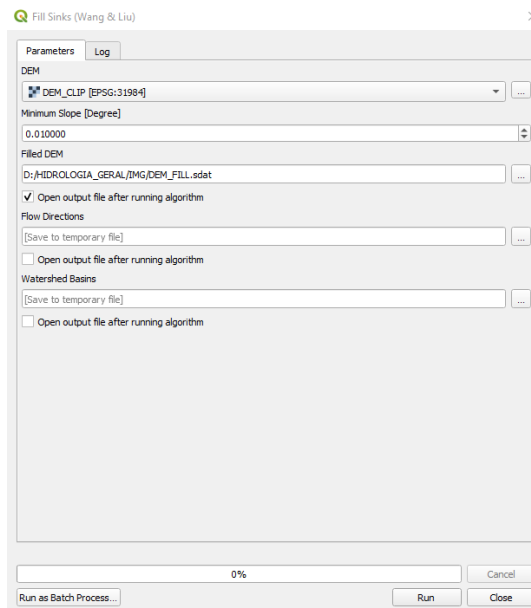 Fill Sinks (Wang & Liu)
Parameters Log
DEM
DEM_CLIP [EPSG:31984] ...
Minimum Slope [Degree]
0.010000
Filled DEM
D:/HIDROLOGIA_GERAL/IMG/DEM_FILL.sdat ...
Open output file after running algorithm
Flow Directions
[Save to temporary file] ...
Open output file after running algorithm
Watershed Basins
[Save to temporary file] ...
Open output file after running algorithm
0% Cancel
Run as Batch Process... Run Close